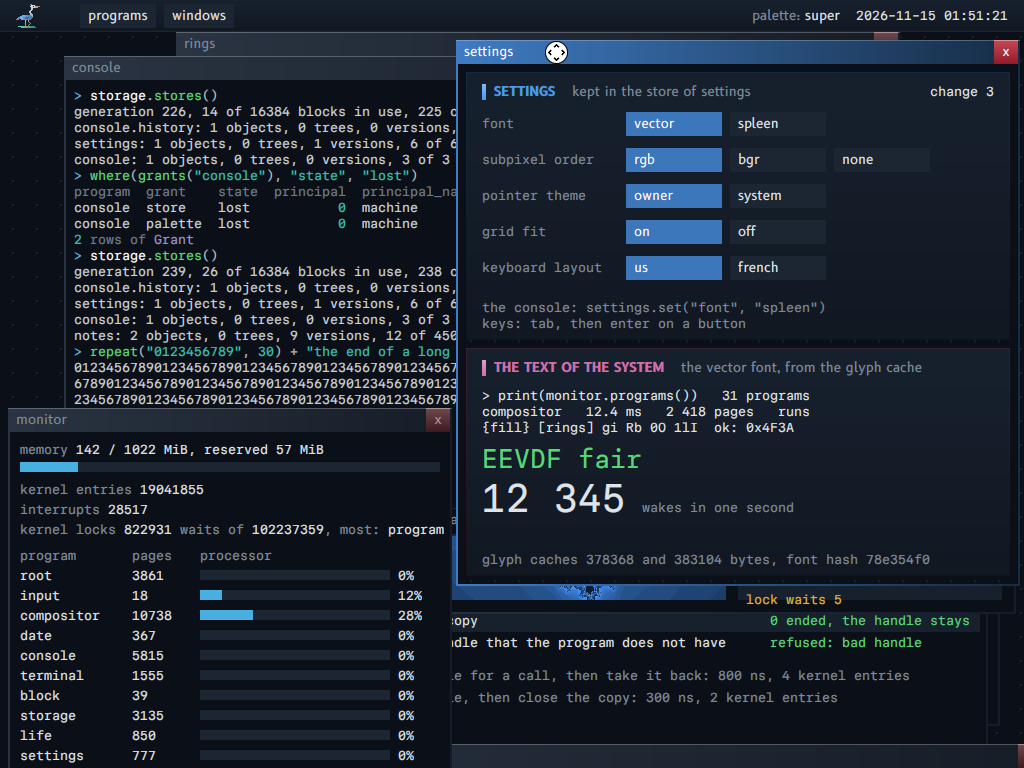 programs windows palette: super 2026-11-15 01:51:21
rings
console
> storage.stores()
generation 226, 14 of 16384 blocks in use, 225 c
console.history: 1 objects, 0 trees, 0 versions,
settings: 1 objects, 0 trees, 1 versions, 6 of 6
console: 1 objects, 0 trees, 0 versions, 3 of 3
> where(grants("console"), "state", "lost")
program grant state principal principal_na
console store lost 0 machine
console palette lost 0 machine
2 rows of Grant
> storage.stores()
generation 239, 26 of 16384 blocks in use, 238 c
console.history: 1 objects, 0 trees, 0 versions,
settings: 1 objects, 0 trees, 1 versions, 6 of 6
console: 1 objects, 0 trees, 0 versions, 3 of 3
notes: 2 objects, 0 trees, 9 versions, 12 of 450
> repeat("0123456789", 30) + "the end of a long
012345678901234567890123456789012345678901234567
678901234567890123456789012345678901234567890123
234567890123456789012345678901234567890123456789
settings x
SETTINGS kept in the store of settings change 3
font vector spleen
subpixel order rgb bgr none
pointer theme owner system
grid fit on off
keyboard layout us french
the console: settings.set("font", "spleen")
keys: tab, then enter on a button
THE TEXT OF THE SYSTEM the vector font, from the glyph cache
> print(monitor.programs()) 31 programs
compositor 12.4 ms 2 418 pages runs
{fill} [rings] gi Rb 0O 1lI ok: 0x4F3A
EEVDF fair
12 345 wakes in one second
glyph caches 378368 and 383104 bytes, font hash 78e354f0
monitor x
memory 142 / 1022 MiB, reserved 57 MiB
kernel entries 19041855
interrupts 28517
kernel locks 822931 waits of 102237359, most: program
program pages processor
root 3861 0%
input 18 12%
compositor 10738 28%
date 367 0%
console 5815 0%
terminal 1555 0%
block 39 0%
storage 3135 0%
life 850 0%
settings 777 0%
lock waits 5
copy 0 ended, the handle stays
ndle that the program does not have refused: bad handle
le for a call, then take it back: 800 ns, 4 kernel entries
le, then close the copy: 300 ns, 2 kernel entries